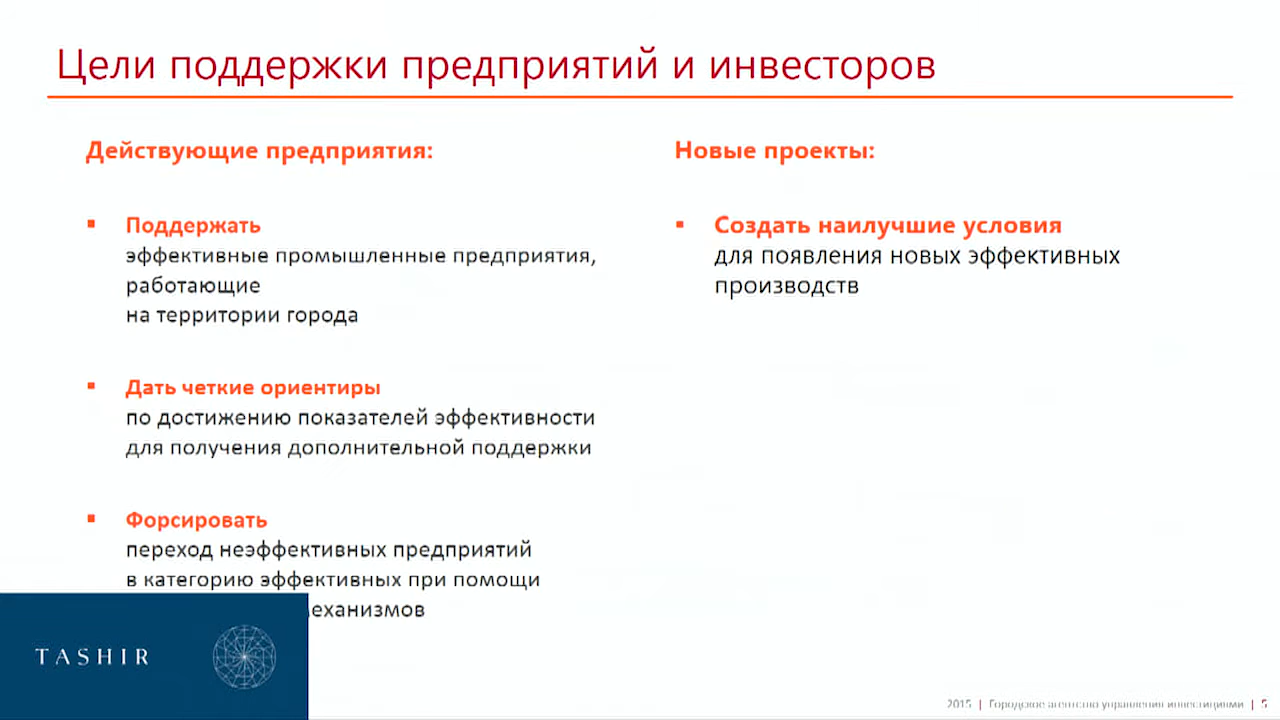 Цели поддержки предприятий и инвесторов
Действующие предприятия:
▪ Поддержать
эффективные промышленные предприятия,
работающие
на территории города
▪ Дать четкие ориентиры
по достижению показателей эффективности
для получения дополнительной поддержки
▪ Форсировать
переход неэффективных предприятий
в категорию эффективных при помощи
Новые проекты:
▪ Создать наилучшие условия
для появления новых эффективных
производств
TASHIR
2015 | Городское агентство управления инвестициями | 5